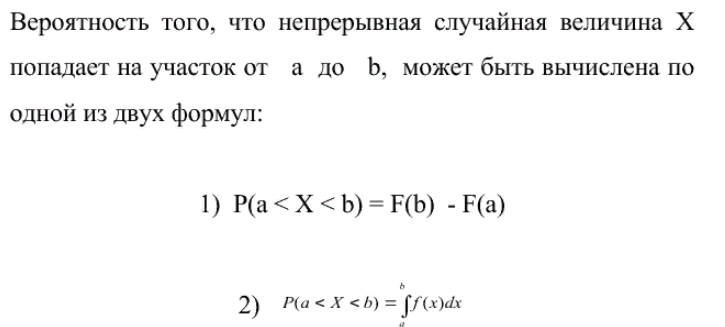 Вероятность того, что непрерывная случайная величина X
попадает на участок от a до b, может быть вычислена по
одной из двух формул:
1) P(a < X < b) = F(b) - F(a)
2) P(a < X < b) = ∫ₐᵇ f(x)dx